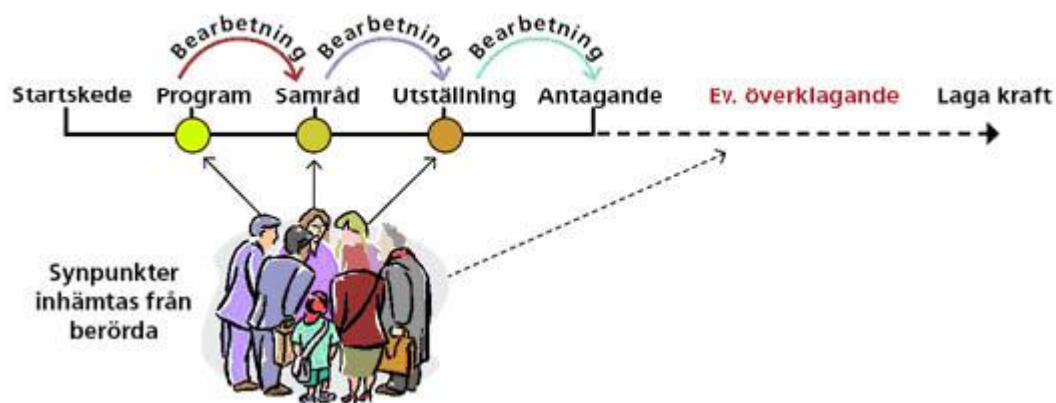 Bearbetning Bearbetning Bearbetning
Startskede Program Samråd Utställning Antagande Ev. överklagande Laga kraft
Synpunkter
inhämtas från
berörda